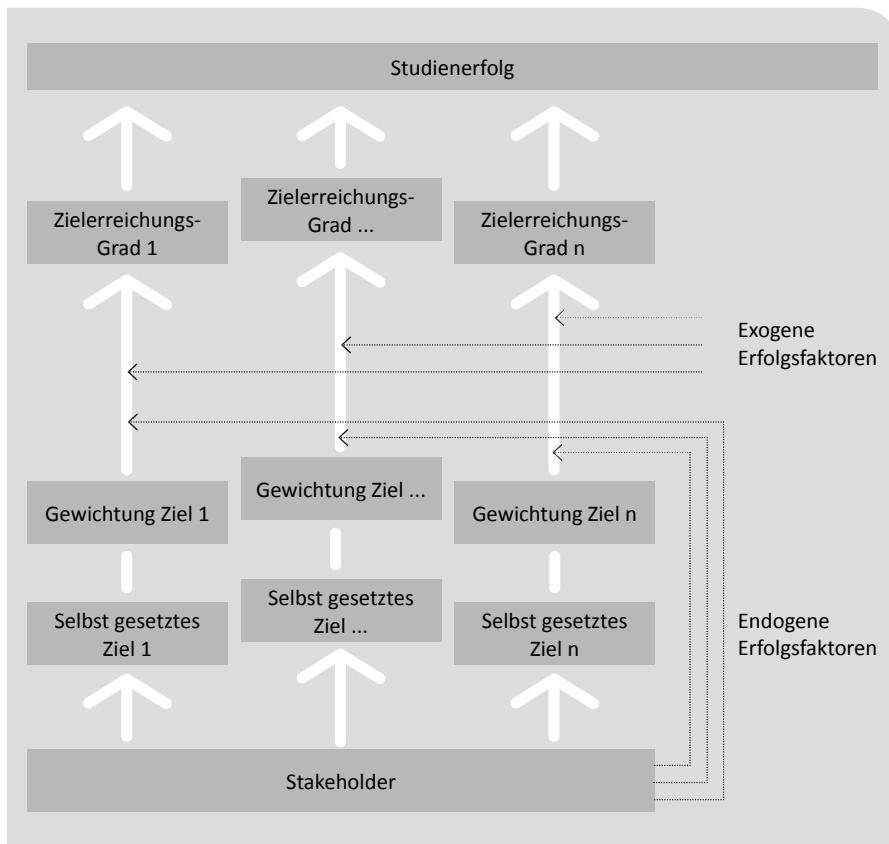 Studienerfolg
Zielerreichungs-
Grad 1
Zielerreichungs-
Grad ...
Zielerreichungs-
Grad n
Exogene
Erfolgsfaktoren
Gewichtung Ziel 1
Gewichtung Ziel ...
Gewichtung Ziel n
Selbst gesetztes
Ziel 1
Selbst gesetztes
Ziel ...
Selbst gesetztes
Ziel n
Endogene
Erfolgsfaktoren
Stakeholder